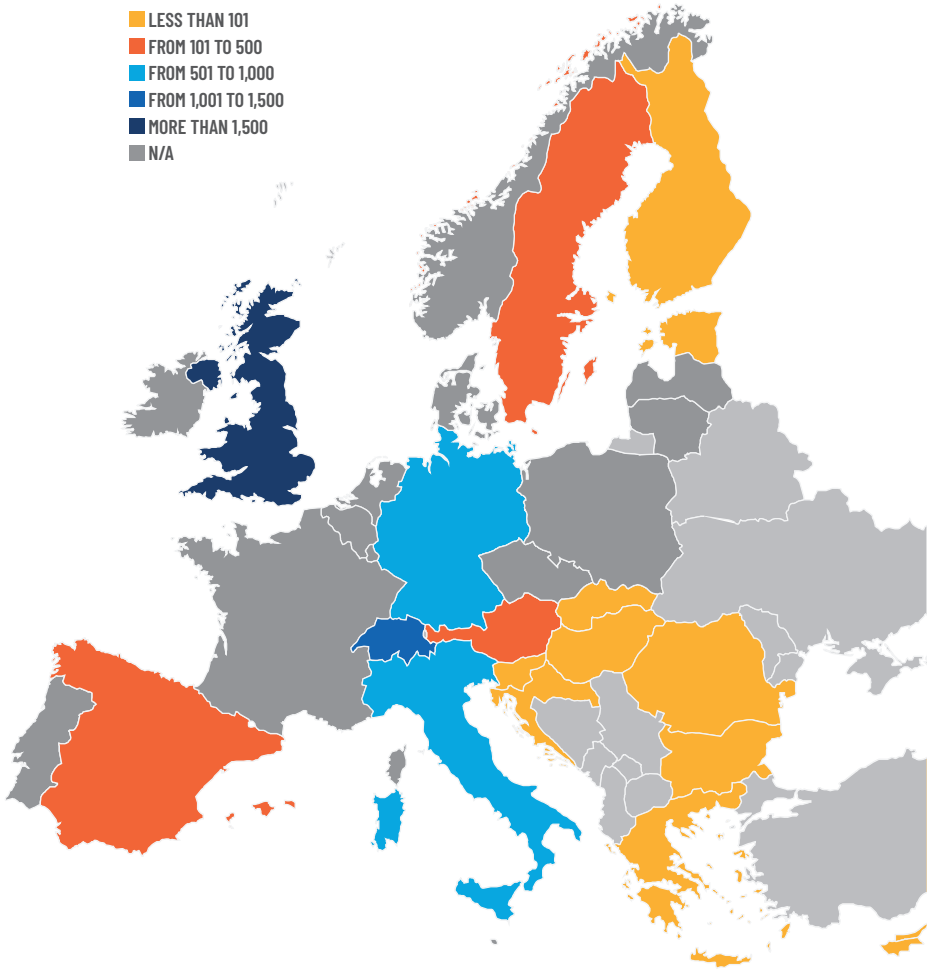 LESS THAN 101
FROM 101 TO 500
FROM 501 TO 1,000
FROM 1,001 TO 1,500
MORE THAN 1,500
N/A